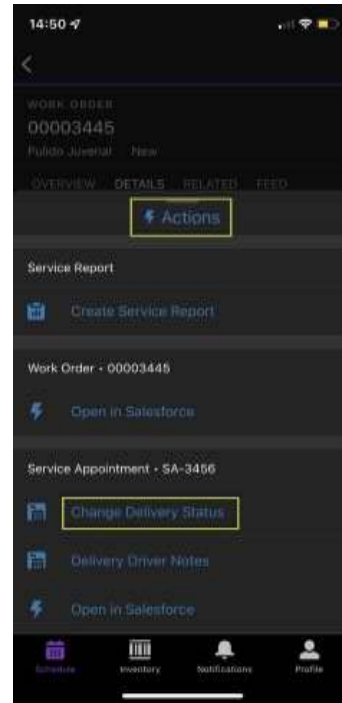 14:50
WORK ORDER
00003445
Pulido Juvenal New
OVERVIEW DETAILS RELATED FEED
Actions
Service Report
Create Service Report
Work Order • 00003445
Open in Salesforce
Service Appointment • SA-3456
Change Delivery Status
Delivery Driver Notes
Open in Salesforce
Schedule Inventory Notifications Profile